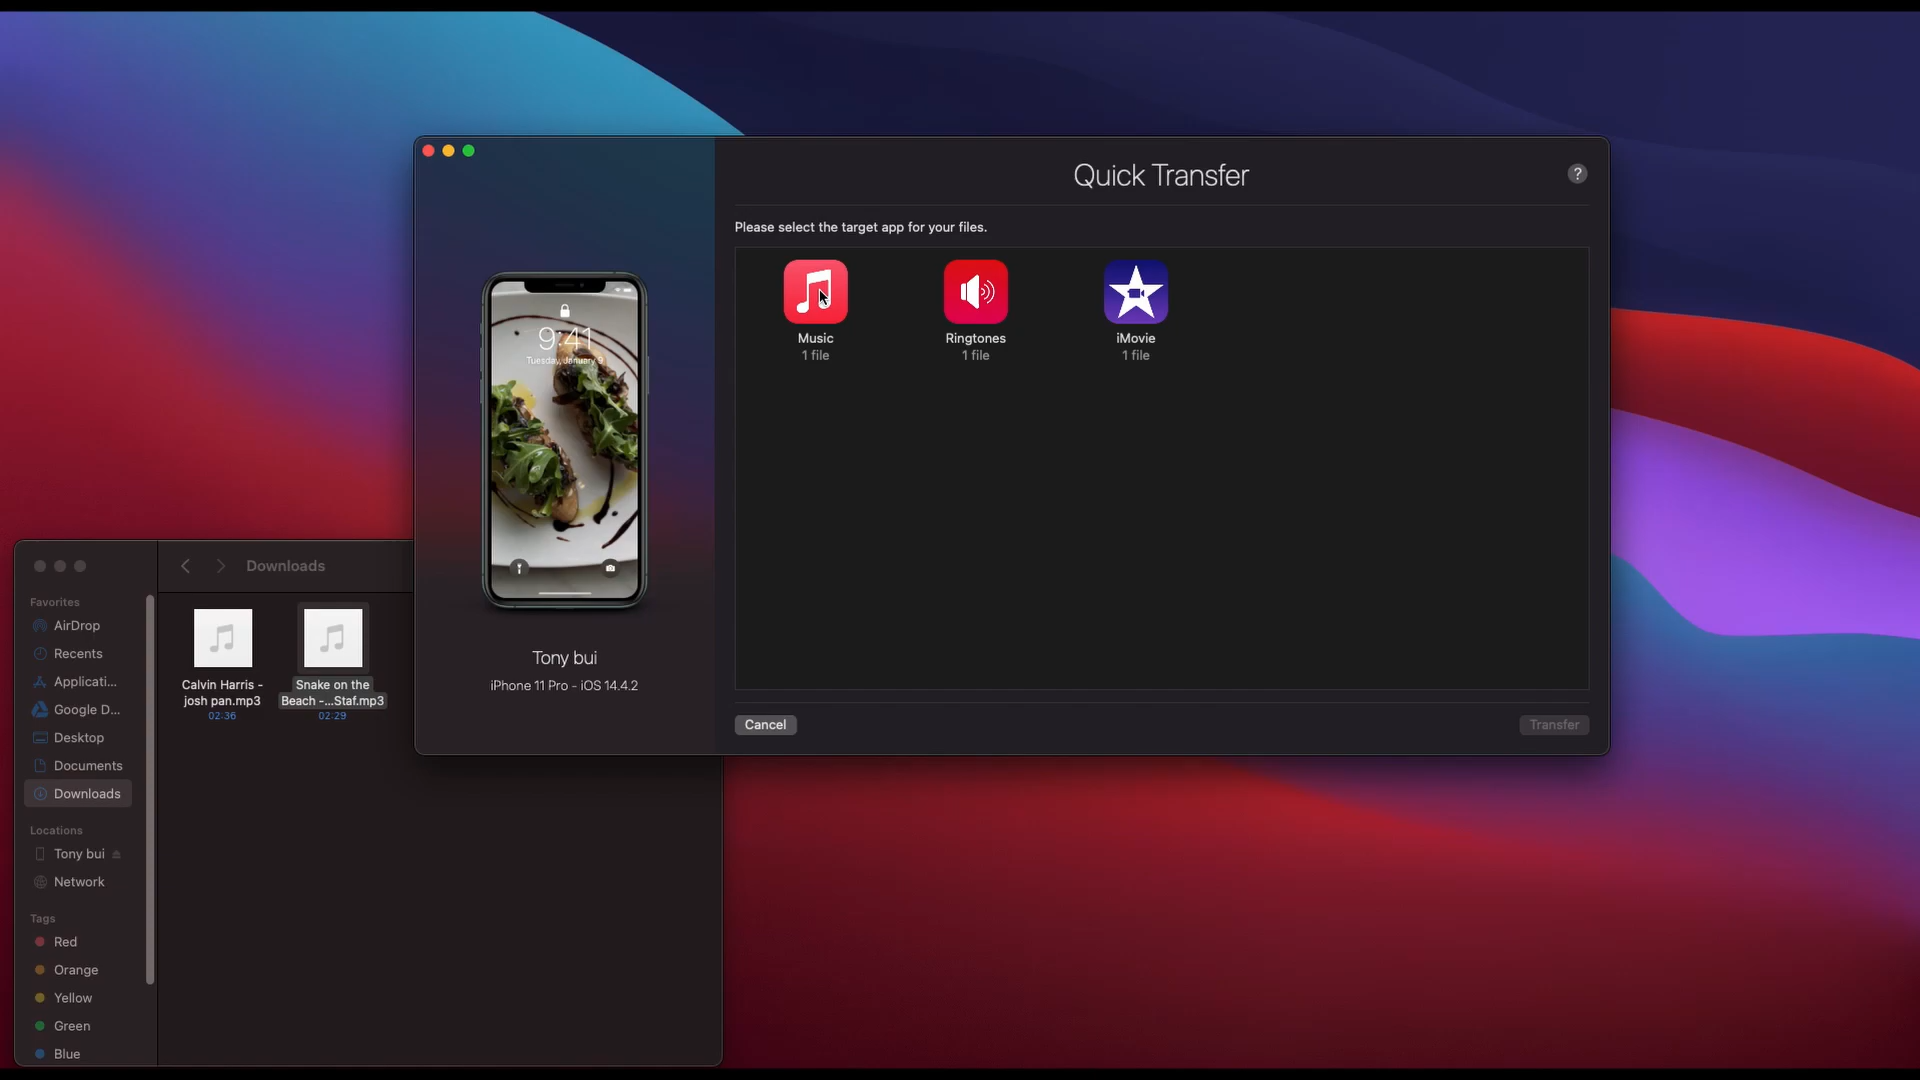 Quick Transfer
?
Please select the target app for your files.
Music
1 file
Ringtones
1 file
iMovie
1 file
9:41
Tuesday, January 9
Tony bui
iPhone 11 Pro - iOS 14.4.2
Cancel
Transfer
Downloads
Favorites
AirDrop
Recents
Applicati...
Google D...
Desktop
Documents
Downloads
Locations
Tony bui
Network
Tags
Red
Orange
Yellow
Green
Blue
Calvin Harris -
josh pan.mp3
02:36
Snake on the
Beach -...Staf.mp3
02:29